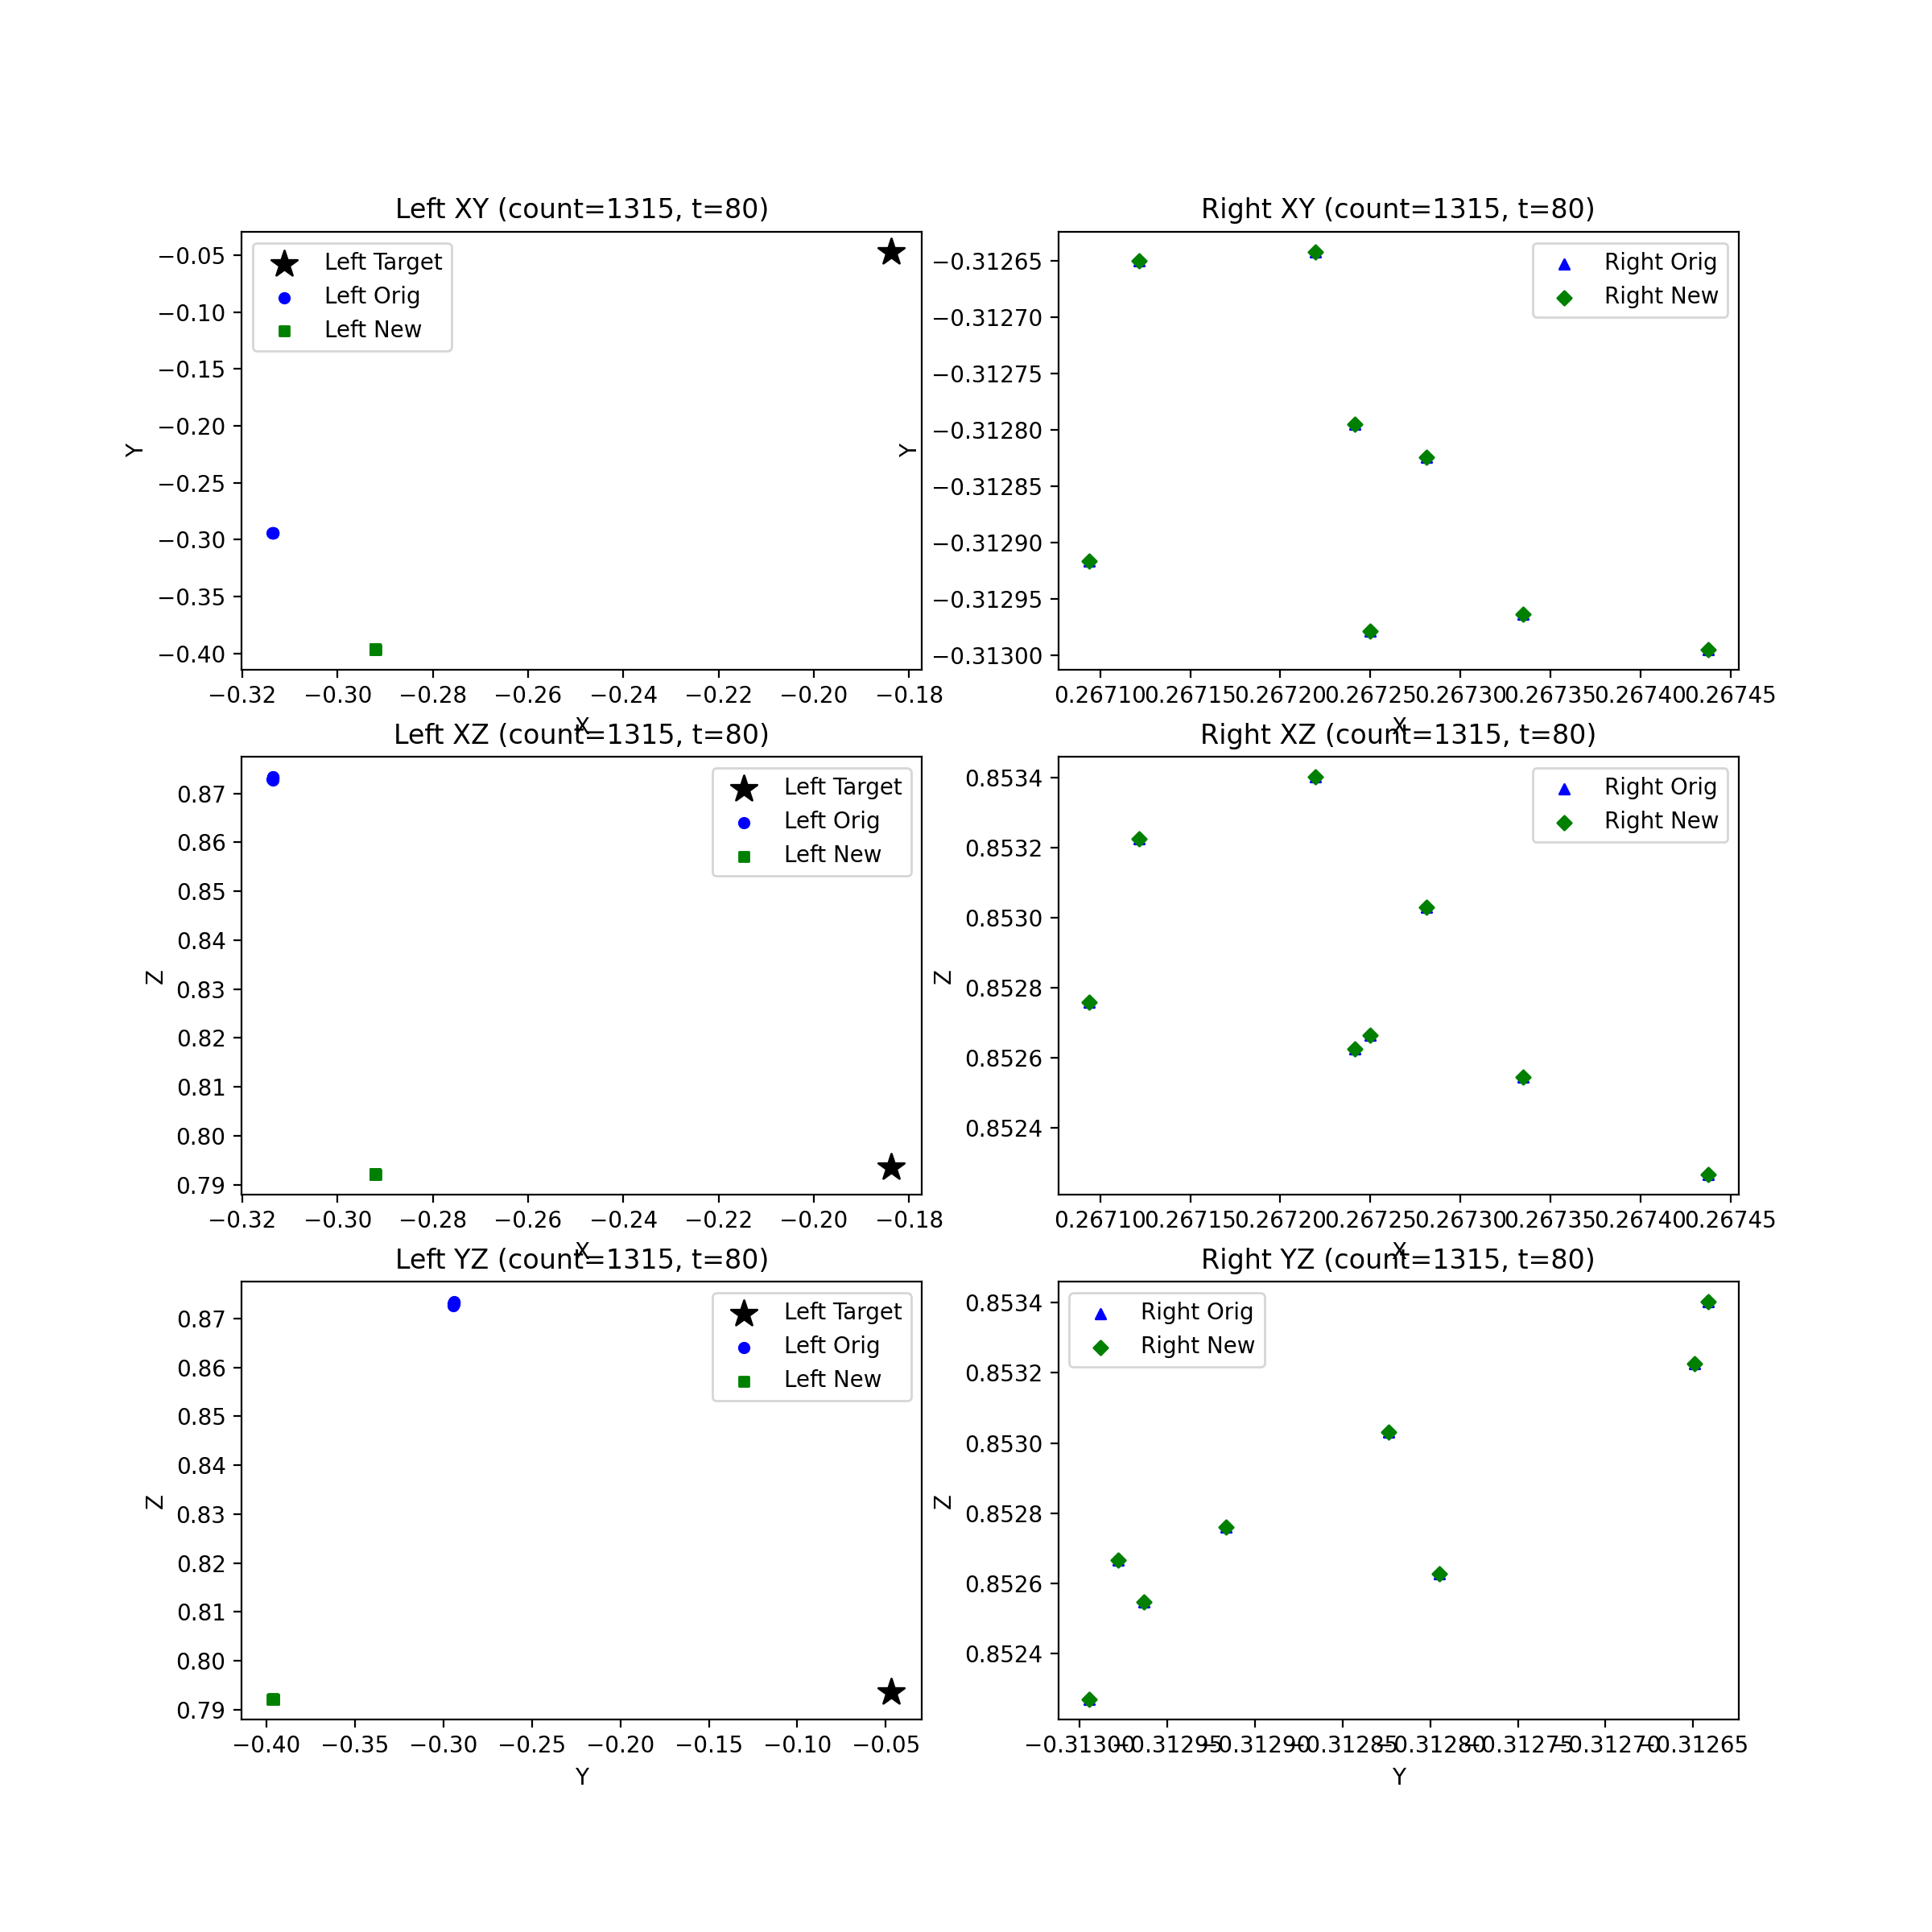 Left XY (count=1315, t=80)
Left Target
Left Orig
Left New
−0.05
−0.10
−0.15
−0.20
−0.25
−0.30
−0.35
−0.40
Y
−0.32 −0.30 −0.28 −0.26 −0.24 −0.22 −0.20 −0.18
X
Right XY (count=1315, t=80)
Right Orig
Right New
−0.31265
−0.31270
−0.31275
−0.31280
−0.31285
−0.31290
−0.31295
−0.31300
Y
0.26710 0.26715 0.26720 0.26725 0.26730 0.26735 0.26740 0.26745
X
Left XZ (count=1315, t=80)
Left Target
Left Orig
Left New
0.87
0.86
0.85
0.84
0.83
0.82
0.81
0.80
0.79
Z
−0.32 −0.30 −0.28 −0.26 −0.24 −0.22 −0.20 −0.18
X
Right XZ (count=1315, t=80)
Right Orig
Right New
0.8534
0.8532
0.8530
0.8528
0.8526
0.8524
Z
0.26710 0.26715 0.26720 0.26725 0.26730 0.26735 0.26740 0.26745
X
Left YZ (count=1315, t=80)
Left Target
Left Orig
Left New
0.87
0.86
0.85
0.84
0.83
0.82
0.81
0.80
0.79
Z
−0.40 −0.35 −0.30 −0.25 −0.20 −0.15 −0.10 −0.05
Y
Right YZ (count=1315, t=80)
Right Orig
Right New
0.8534
0.8532
0.8530
0.8528
0.8526
0.8524
Z
−0.31300 −0.31295 −0.31290 −0.31285 −0.31280 −0.31275 −0.31270 −0.31265
Y